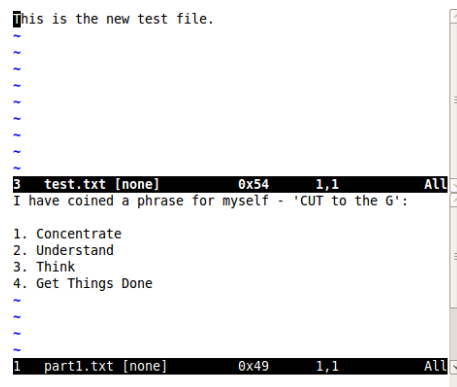 This is the new test file.
~
~
~
~
~
~
~
~
~
3 test.txt [none] 0x54 1,1 All
I have coined a phrase for myself - 'CUT to the G':

1. Concentrate
2. Understand
3. Think
4. Get Things Done
~
~
~
~
1 part1.txt [none] 0x49 1,1 All